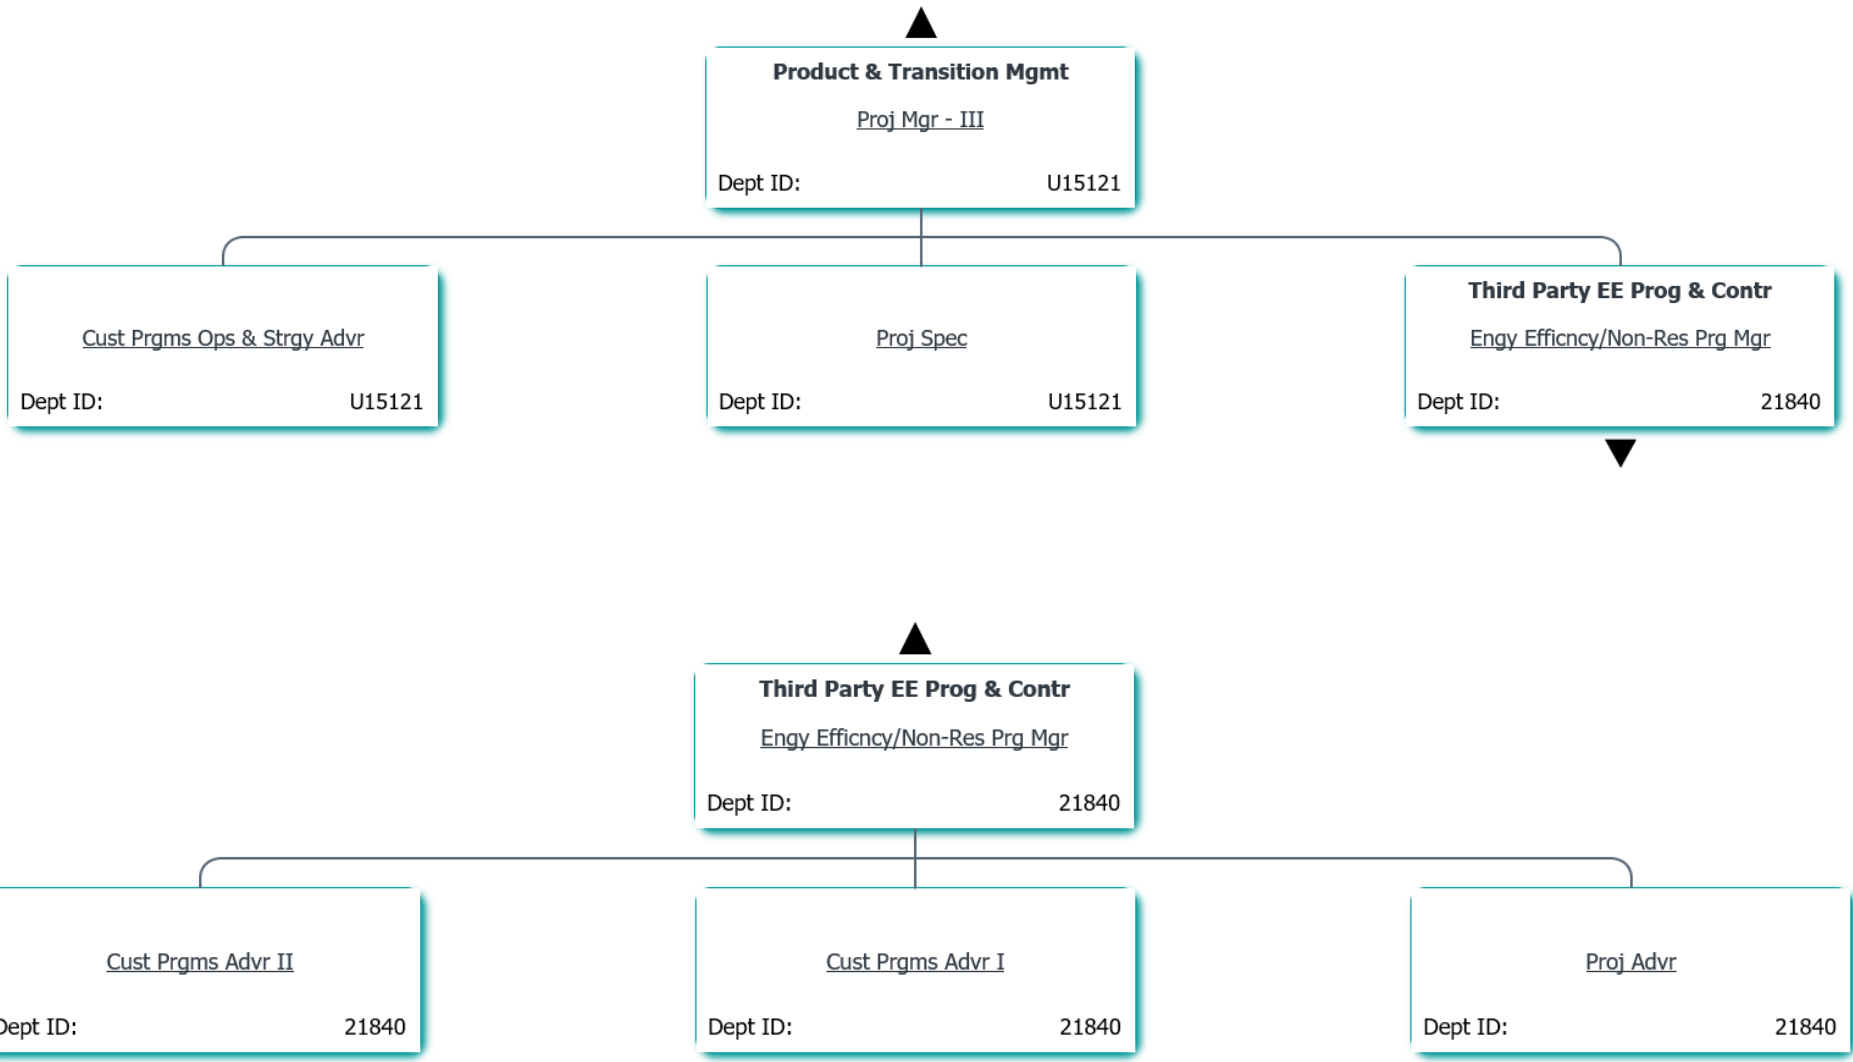 Product & Transition Mgmt
Proj Mgr - III
Dept ID: U15121
Cust Prgms Ops & Strgy Advr
Dept ID: U15121
Proj Spec
Dept ID: U15121
Third Party EE Prog & Contr
Engy Efficncy/Non-Res Prg Mgr
Dept ID: 21840
Third Party EE Prog & Contr
Engy Efficncy/Non-Res Prg Mgr
Dept ID: 21840
Cust Prgms Advr II
Dept ID: 21840
Cust Prgms Advr I
Dept ID: 21840
Proj Advr
Dept ID: 21840